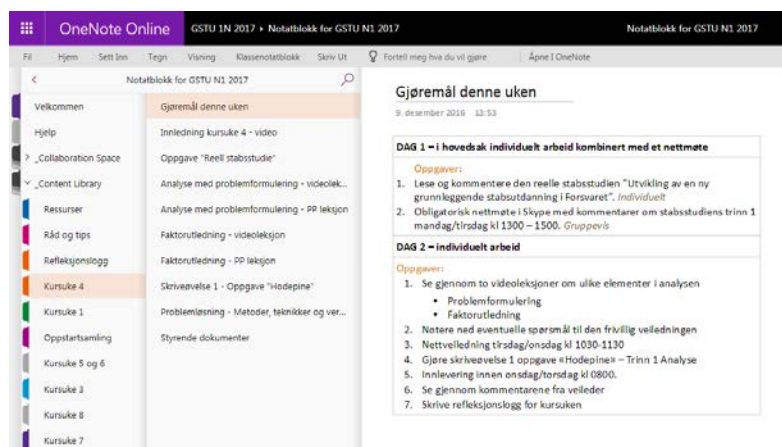 OneNote Online
GSTU 1N 2017 ▸ Notatblokk for GSTU N1 2017
Notatblokk for GSTU N1 2017
Fil Hjem Sett Inn Tegn Visning Klassenotatblokk Skriv Ut Fortell meg hva du vil gjøre Åpne I OneNote
Notatblokk for GSTU N1 2017
Velkommen
Hjelp
_Collaboration Space
_Content Library
Ressurser
Råd og tips
Refleksjonslogg
Kursuke 4
Kursuke 1
Oppstartsamling
Kursuke 5 og 6
Kursuke 3
Kursuke 8
Kursuke 7
Gjøremål denne uken
Innledning kursuke 4 - video
Oppgave "Reell stabsstudie"
Analyse med problemformulering - videolek...
Analyse med problemformulering - PP leksjon
Faktorutledning - videoleksjon
Faktorutledning - PP leksjon
Skriveøvelse 1 - Oppgave "Hodepine"
Problemløsning - Metoder, teknikker og ver...
Styrende dokumenter
Gjøremål denne uken
9. desember 2016 13:53
DAG 1 – i hovedsak individuelt arbeid kombinert med et nettmøte
Oppgaver:
1. Lese og kommentere den reelle stabsstudien "Utvikling av en ny
grunnleggende stabsutdanning i Forsvaret". Individuelt
2. Obligatorisk nettmøte i Skype med kommentarer om stabsstudiens trinn 1
mandag/tirsdag kl 1300 – 1500. Gruppevis
DAG 2 – individuelt arbeid
Oppgaver:
1. Se gjennom to videoleksjoner om ulike elementer i analysen
• Problemformulering
• Faktorutledning
2. Notere ned eventuelle spørsmål til den frivillig veiledningen
3. Nettveiledning tirsdag/onsdag kl 1030-1130
4. Gjøre skriveøvelse 1 oppgave «Hodepine» – Trinn 1 Analyse
5. Innlevering innen onsdag/torsdag kl 0800.
6. Se gjennom kommentarene fra veileder
7. Skrive refleksjonslogg for kursuken